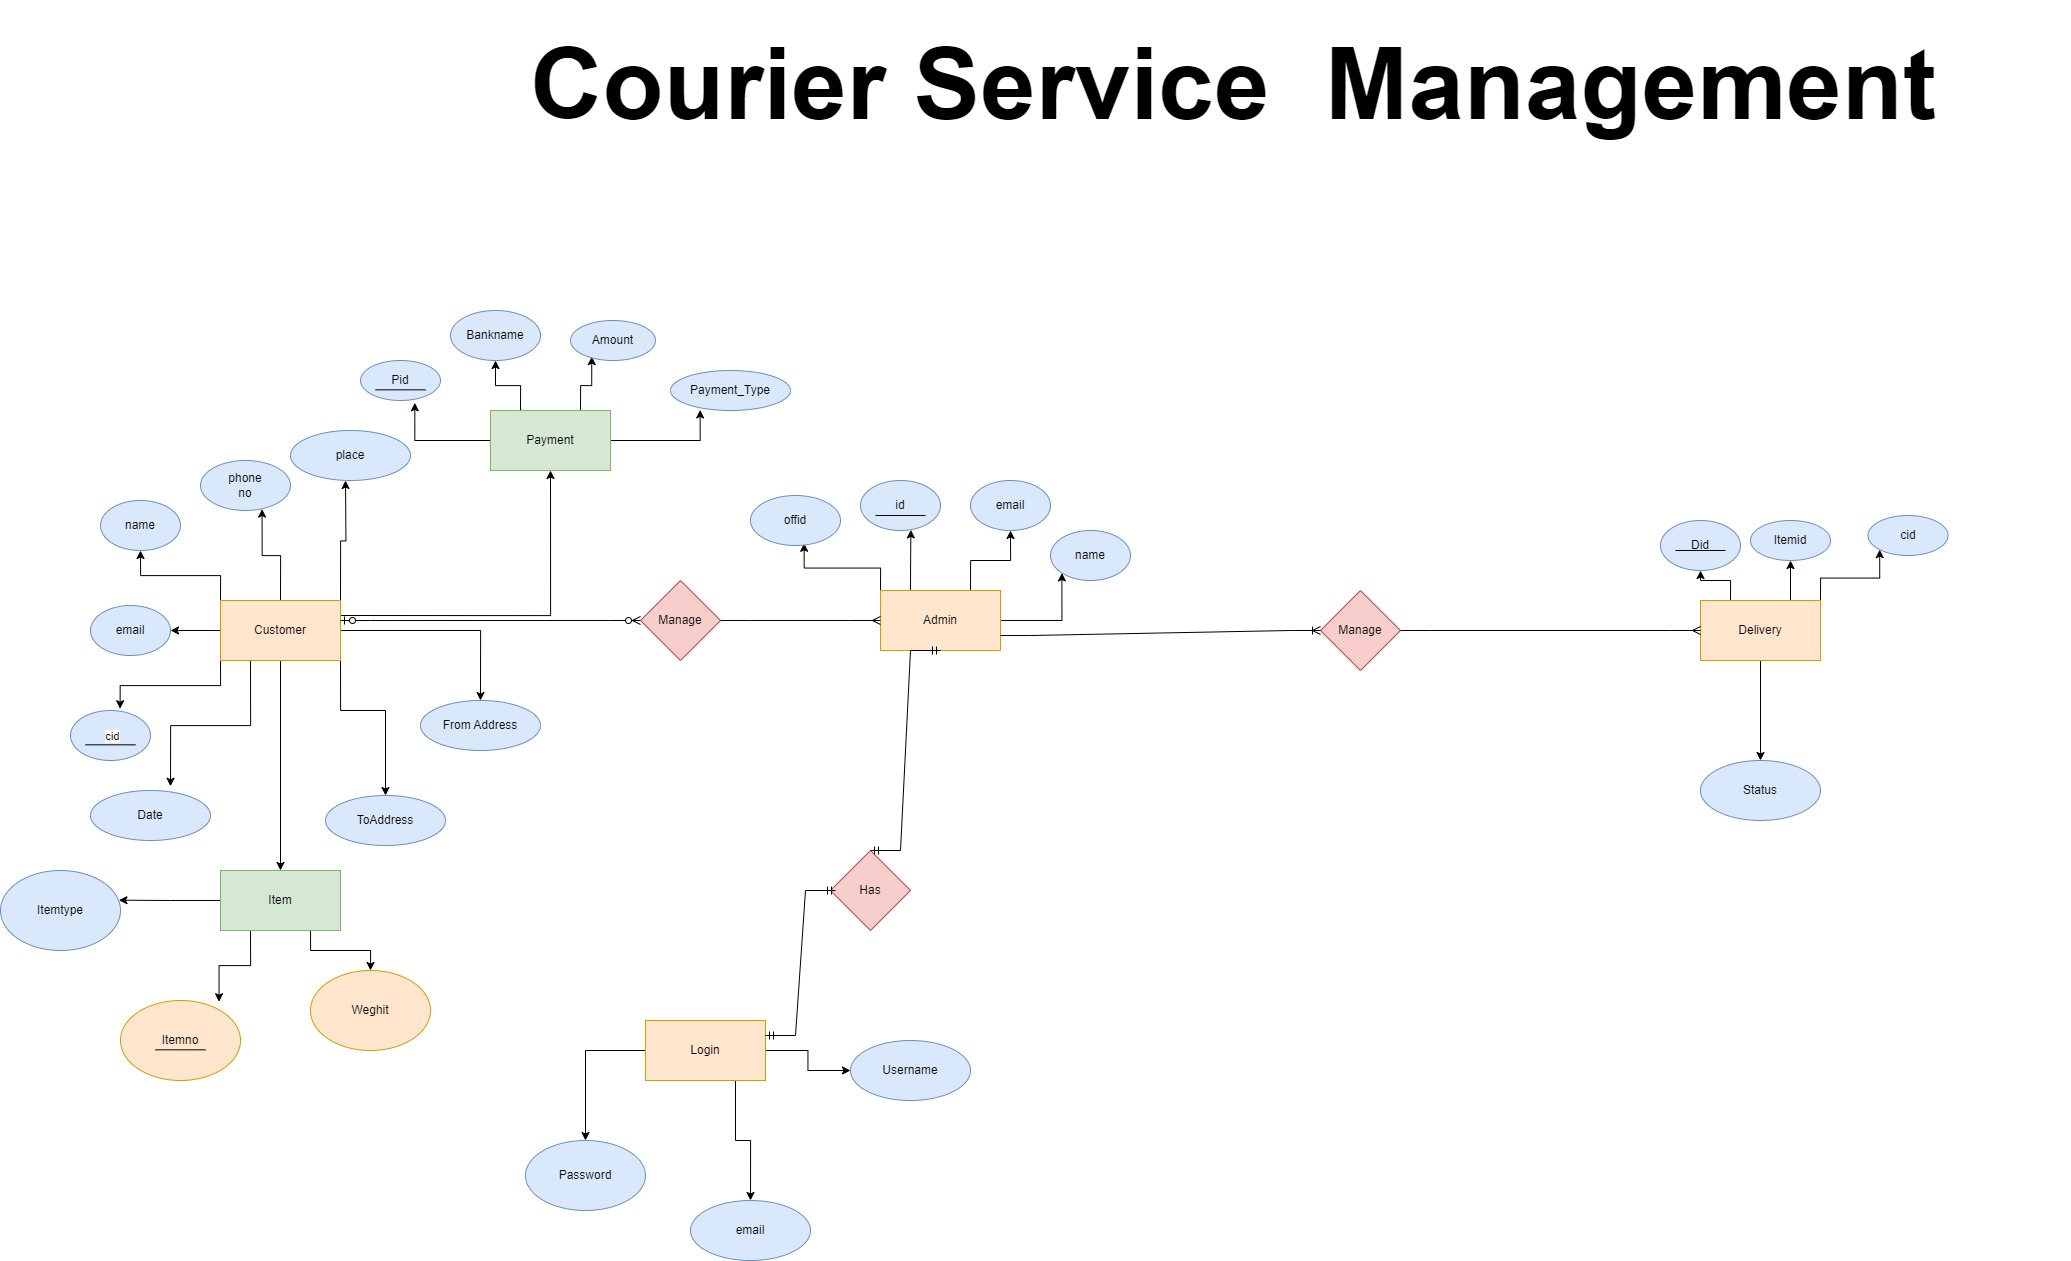 Courier Service  Management
Bankname
Amount
Pid
Payment_Type
Payment
place
phone
no
name
offid
id
email
name
Did
Itemid
cid
Customer
email
Manage
Admin
Manage
Delivery
cid
From Address
Date
ToAddress
Status
Itemtype
Item
Has
Itemno
Weghit
Login
Username
Password
email